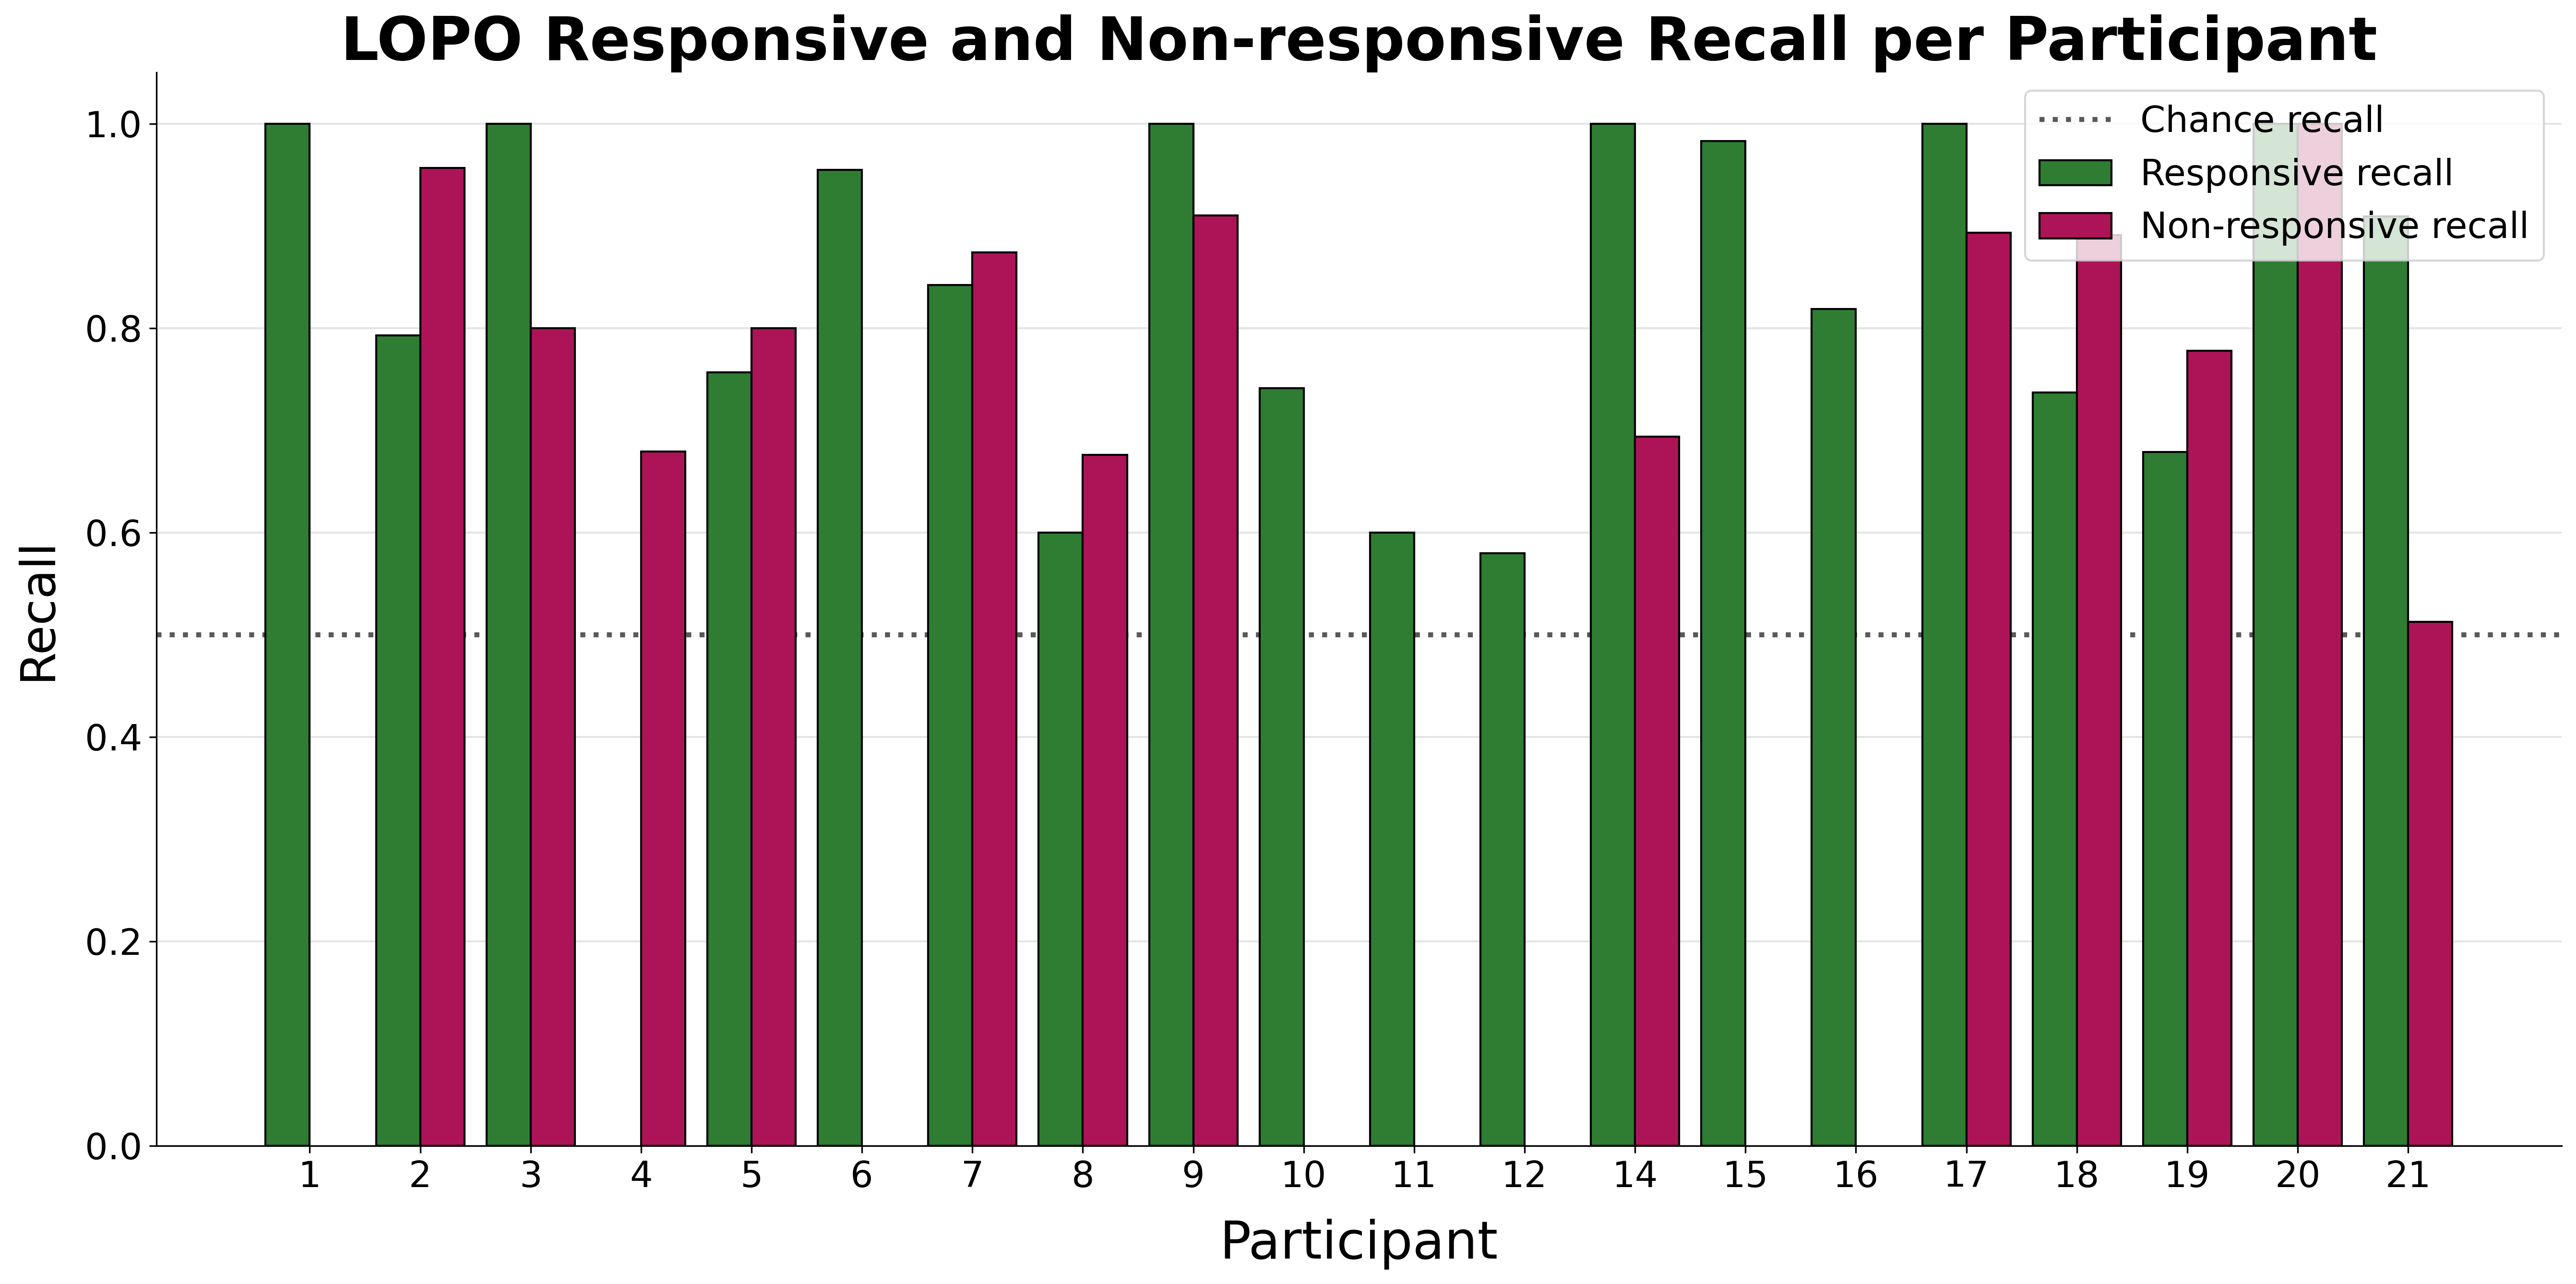 LOPO Responsive and Non-responsive Recall per Participant
Chance recall
Responsive recall
Non-responsive recall
1.0
0.8
0.6
0.4
0.2
0.0
Recall
1 2 3 4 5 6 7 8 9 10 11 12 14 15 16 17 18 19 20 21
Participant